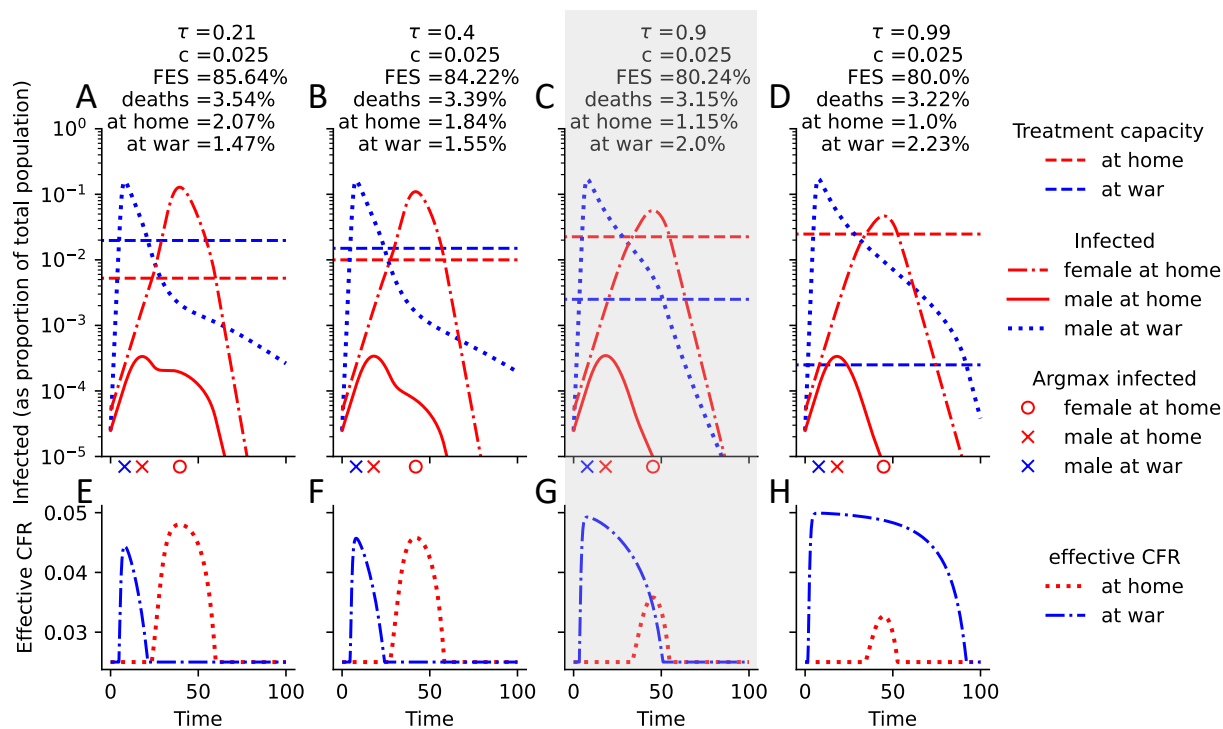 τ =0.21
c =0.025
FES =85.64%
deaths =3.54%
at home =2.07%
at war =1.47%
τ =0.4
c =0.025
FES =84.22%
deaths =3.39%
at home =1.84%
at war =1.55%
τ =0.9
c =0.025
FES =80.24%
deaths =3.15%
at home =1.15%
at war =2.0%
τ =0.99
c =0.025
FES =80.0%
deaths =3.22%
at home =1.0%
at war =2.23%
A
B
C
D
Infected (as proportion of total population)
10⁰
10⁻¹
10⁻²
10⁻³
10⁻⁴
10⁻⁵
Treatment capacity
at home
at war
Infected
female at home
male at home
male at war
Argmax infected
female at home
male at home
male at war
E
F
G
H
Effective CFR
0.05
0.04
0.03
0 50 100
0 50 100
0 50 100
0 50 100
Time
Time
Time
Time
effective CFR
at home
at war